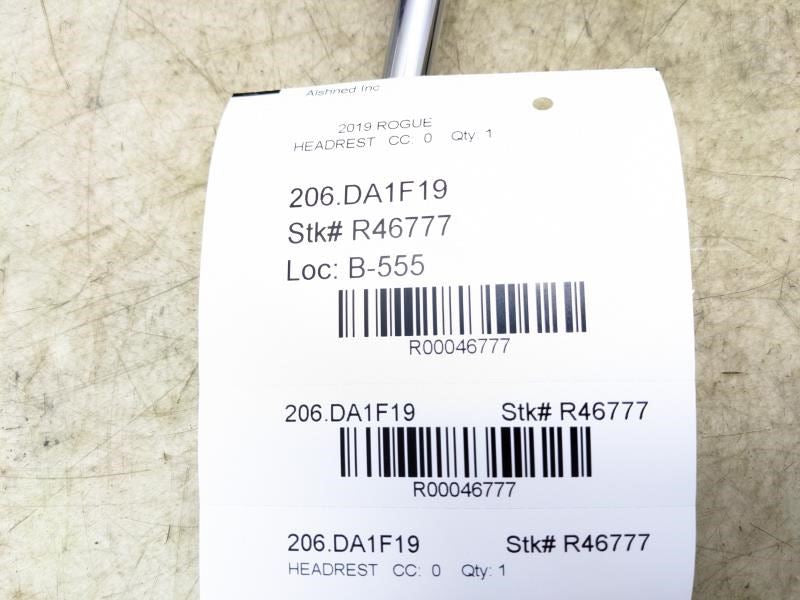 Aishned Inc
2019 ROGUE
HEADREST CC: 0 Qty: 1
206.DA1F19
Stk# R46777
Loc: B-555
R00046777
206.DA1F19 Stk# R46777
R00046777
206.DA1F19 Stk# R46777
HEADREST CC: 0 Qty: 1